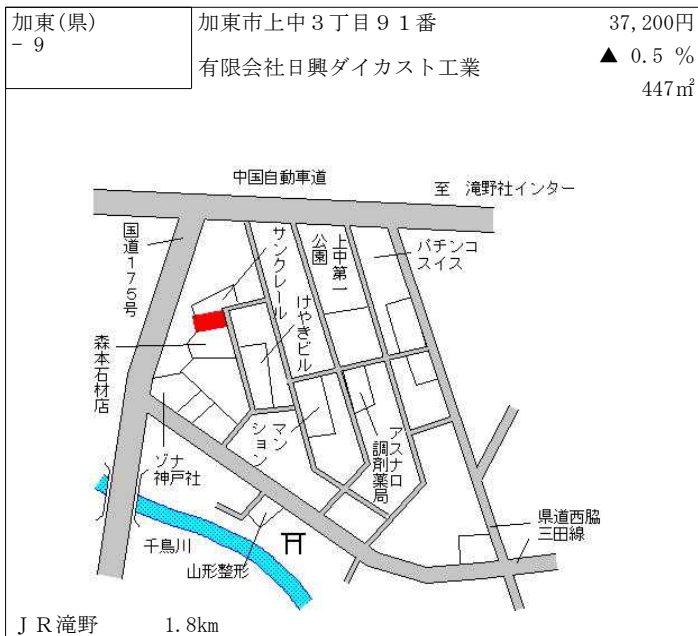 加東(県)
- 9
加東市上中３丁目９１番
有限会社日興ダイカスト工業
37,200円
▲ 0.5 %
447㎡
中国自動車道
至 滝野社インター
国道１７５号
サンクレール
上中第一
公園
パチンコ
スイス
けやきビル
森本石材店
マン
ション
アスナロ
調剤薬局
ゾナ
神戸社
千鳥川
山形整形
県道西脇
三田線
ＪＲ滝野 1.8km